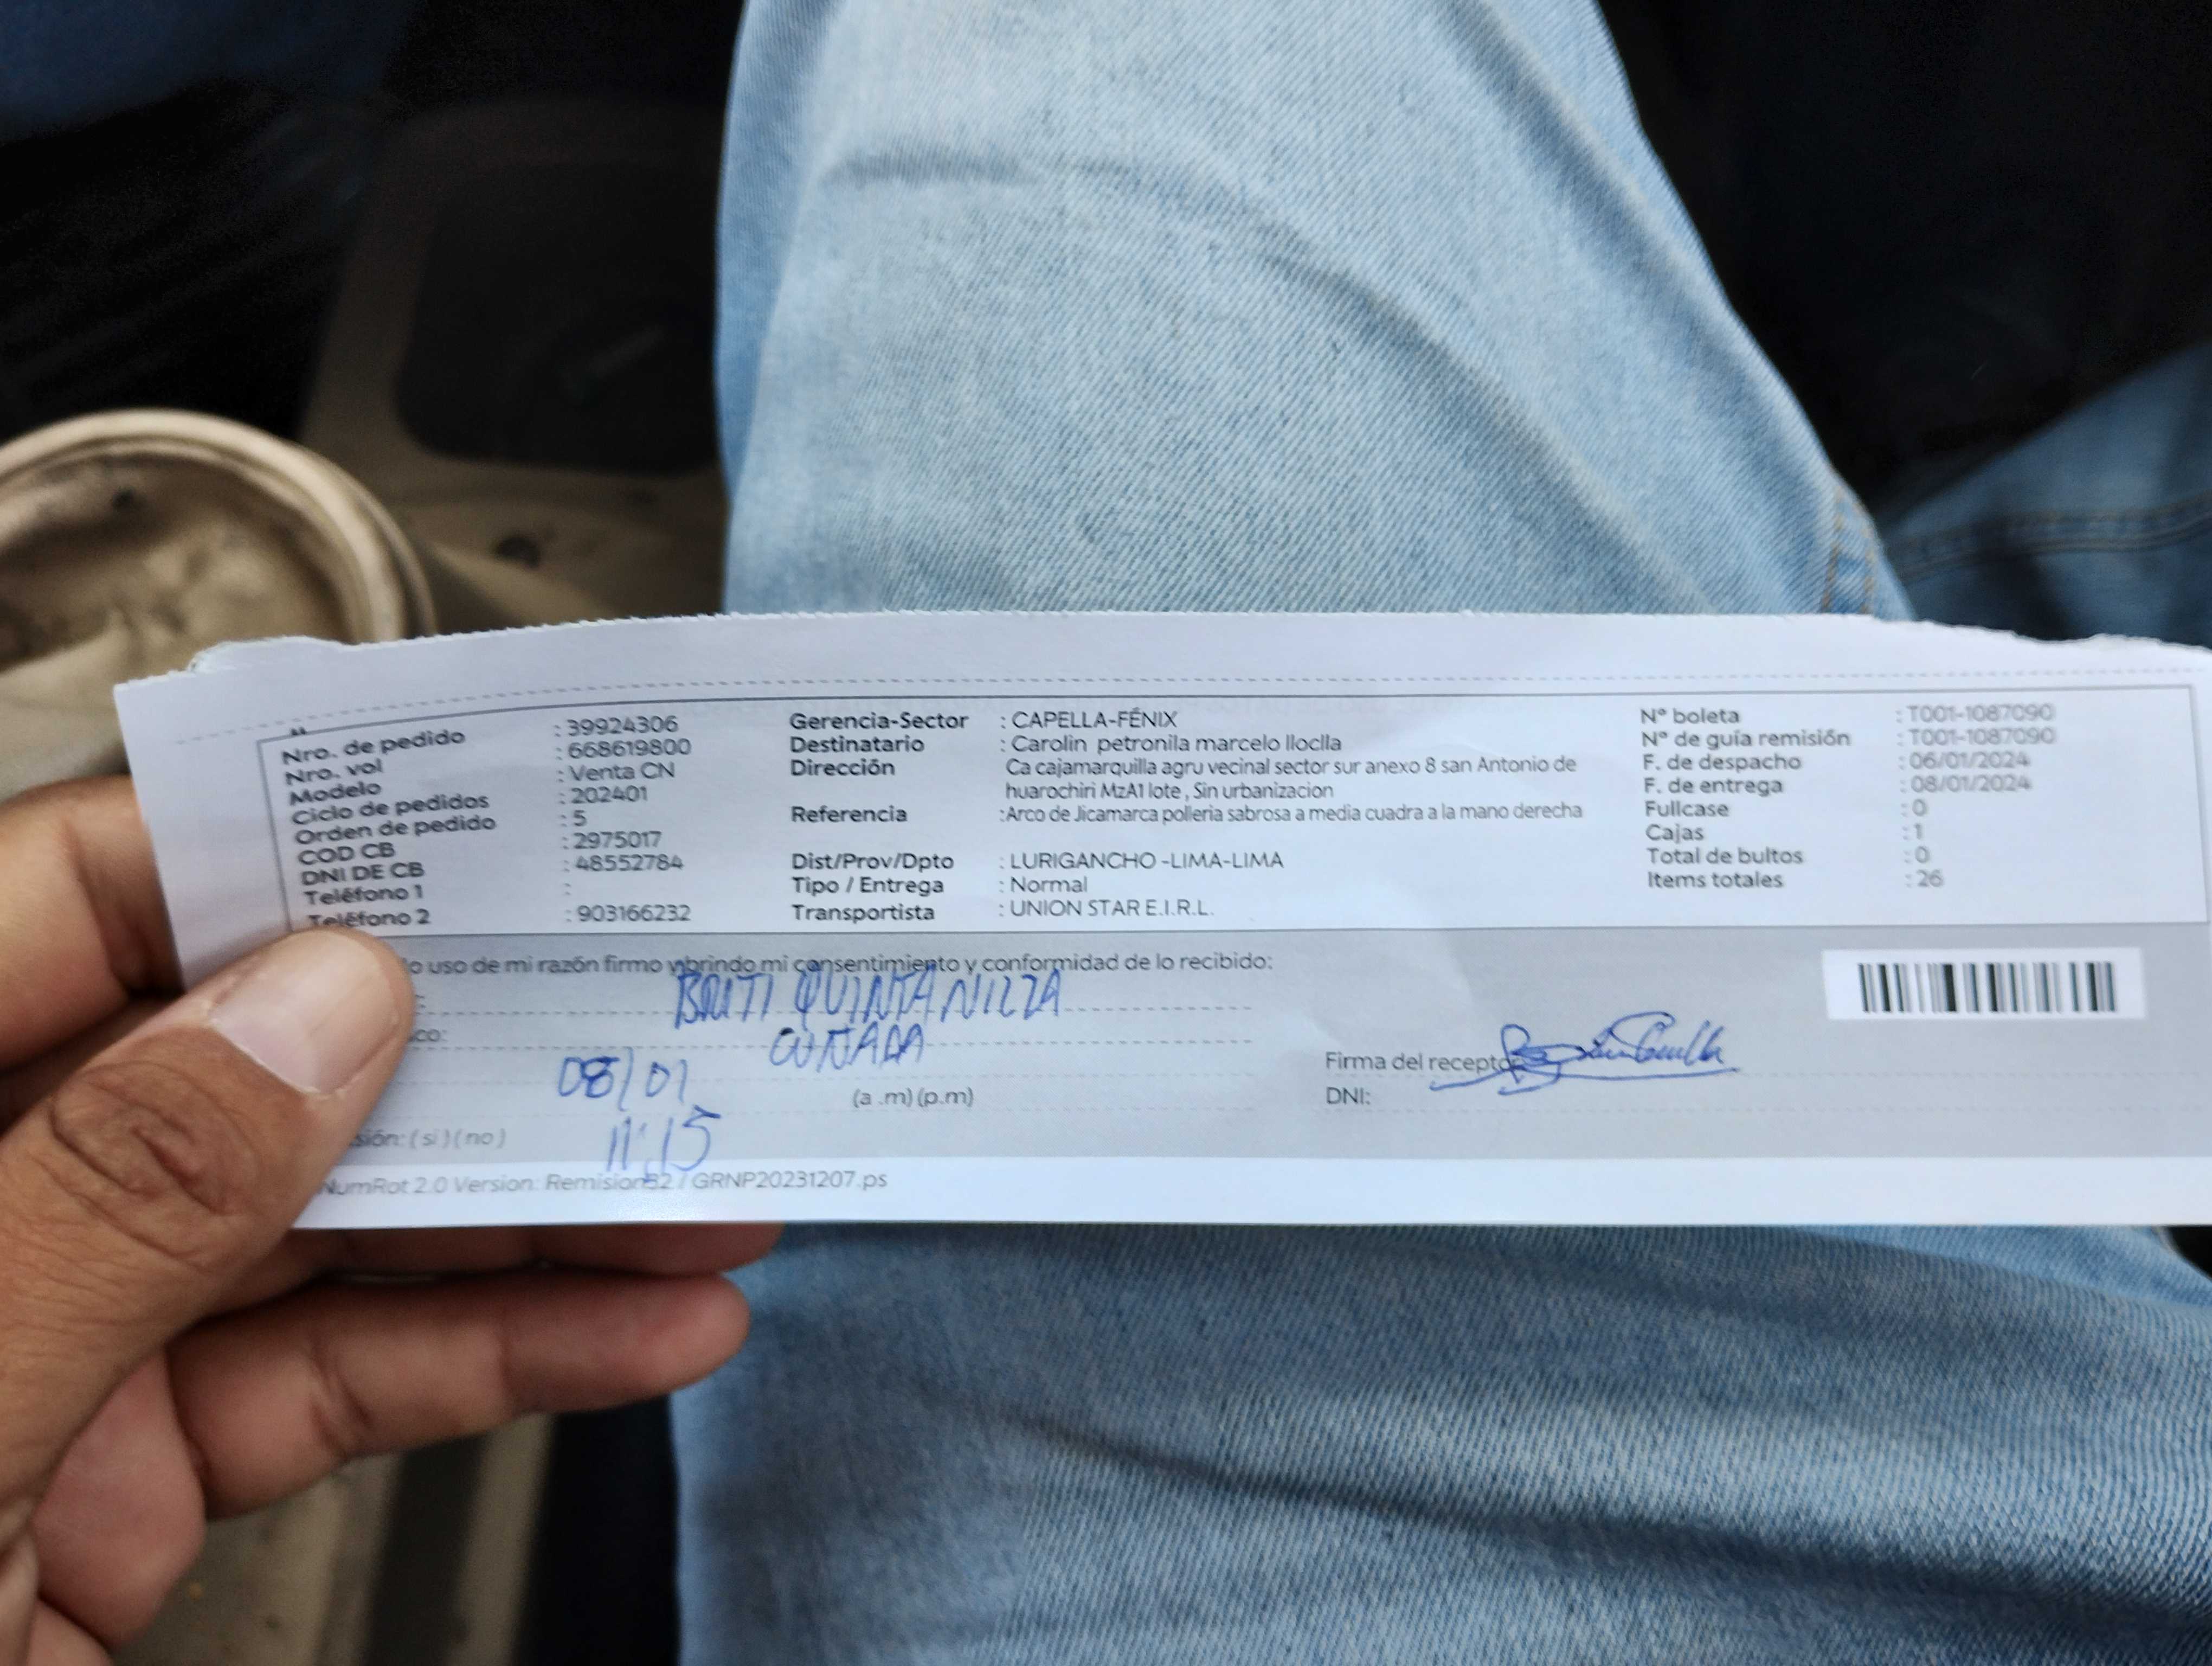 Nro. de pedido : 39924306
Nro. vol : 668619800
Modelo : Venta CN
Ciclo de pedidos : 202401
Orden de pedido : 5
COD CB : 2975017
DNI DE CB : 48552784
Teléfono 1 :
Teléfono 2 : 903166232
Gerencia-Sector : CAPELLA-FÉNIX
Destinatario : Carolin petronila marcelo lloclla
Dirección Ca cajamarquilla agru vecinal sector sur anexo 8 san Antonio de
huarochiri MzA1 lote , Sin urbanizacion
Referencia :Arco de Jicamarca polleria sabrosa a media cuadra a la mano derecha
Dist/Prov/Dpto : LURIGANCHO -LIMA-LIMA
Tipo / Entrega : Normal
Transportista : UNION STAR E.I.R.L.
N° boleta : T001-1087090
N° de guía remisión : T001-1087090
F. de despacho : 06/01/2024
F. de entrega : 08/01/2024
Fullcase : 0
Cajas : 1
Total de bultos : 0
Items totales : 26
o uso de mi razón firmo y brindo mi consentimiento y conformidad de lo recibido:
QUINTANILLA
CUÑADA
co:
08/01
(a .m) (p.m)
11:15
sión: ( si ) ( no )
Firma del receptor
DNI:
NumRot 2.0 Version: Remision32 / GRNP20231207.ps